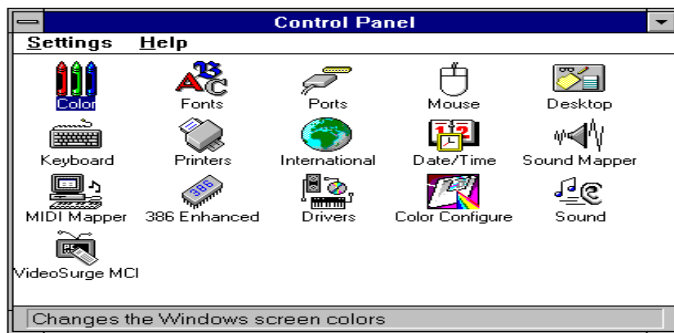 Control Panel
Settings Help
Color Fonts Ports Mouse Desktop
Keyboard Printers International Date/Time Sound Mapper
MIDI Mapper 386 Enhanced Drivers Color Configure Sound
VideoSurge MCI
Changes the Windows screen colors